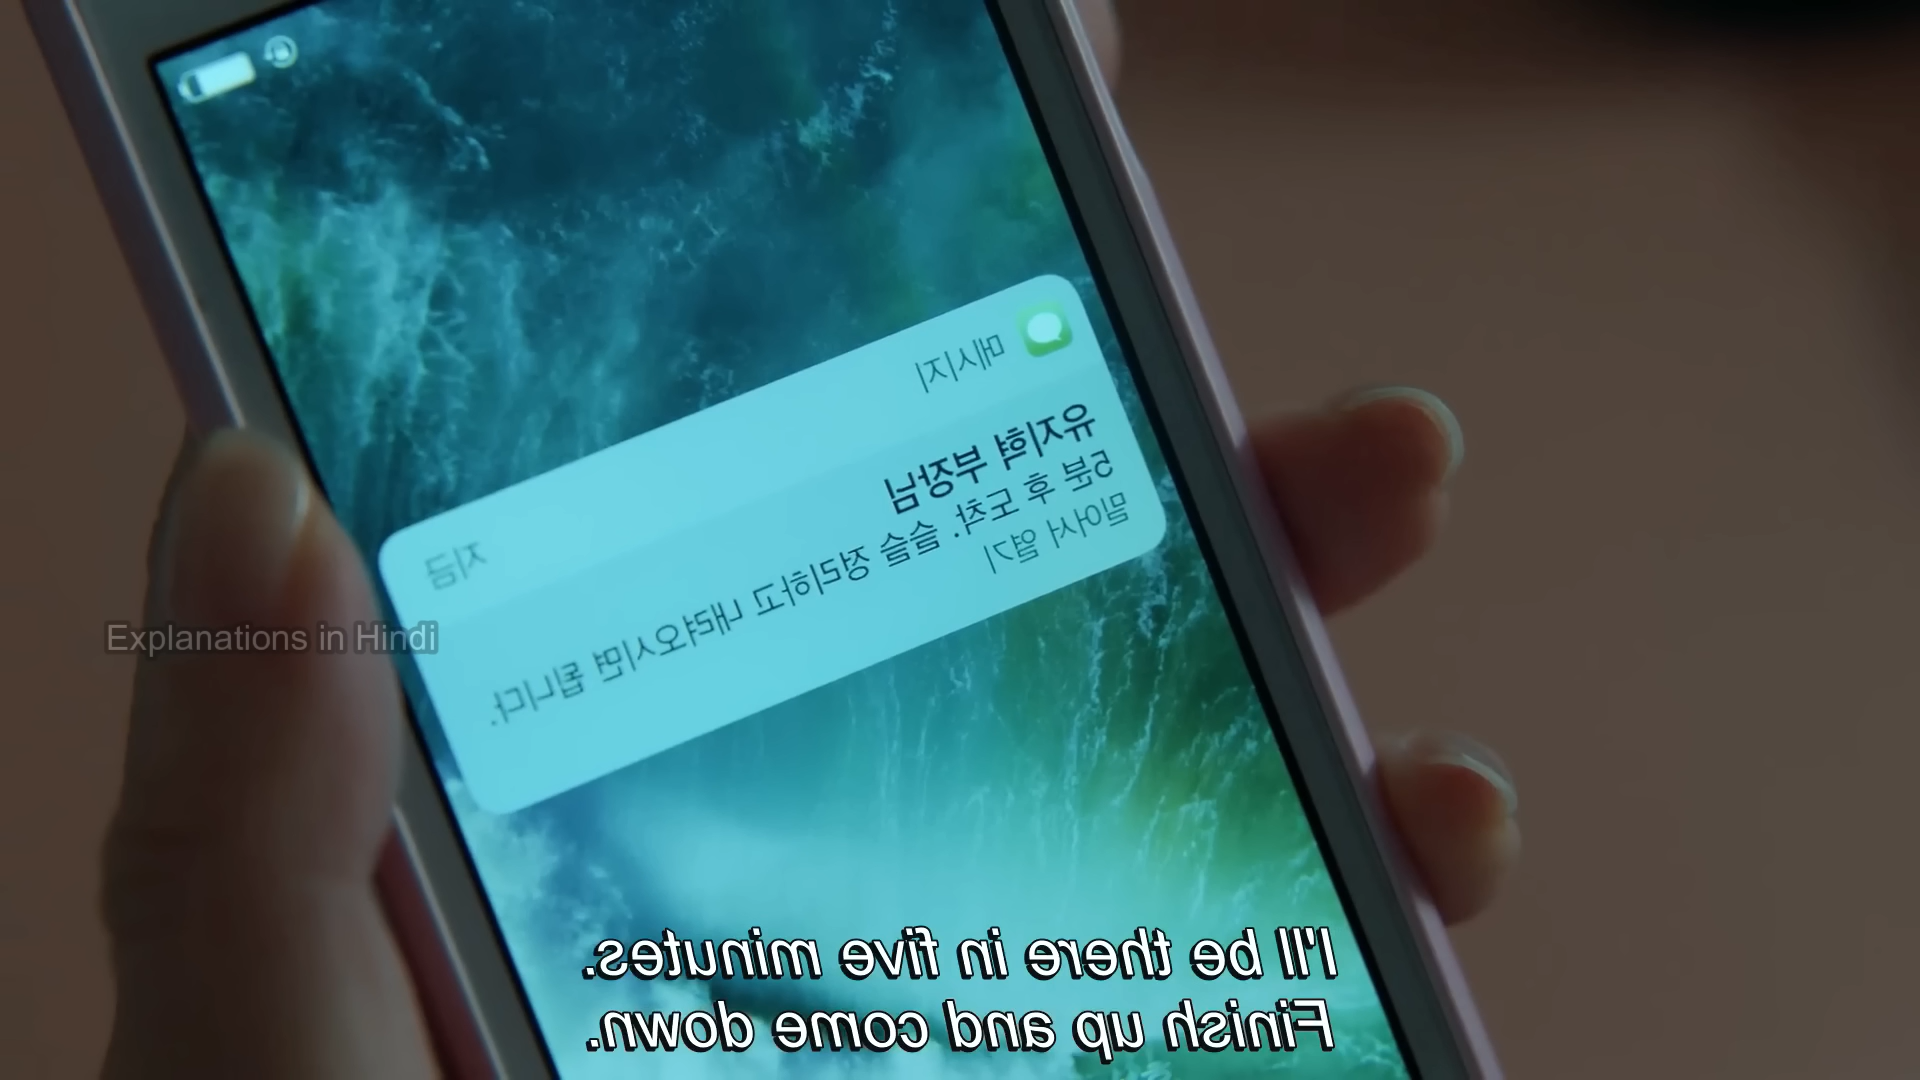 메시지
지금
유지혁 부장님
5분 후 도착. 슬슬 정리하고 내려오시면 됩니다.
밀어서 열기
Explanations in Hindi
I'll be there in five minutes.
Finish up and come down.